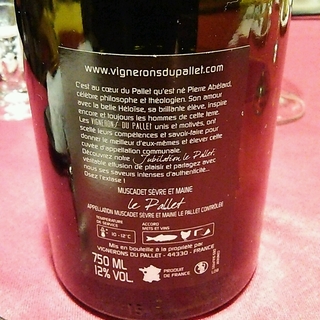 www.vigneronsdupallet.com
C'est au cœur du Pallet qu'est né Pierre Abélard,
célèbre philosophe et théologien. Son amour
avec la belle Héloïse, sa brillante élève, inspire
encore et toujours les hommes de cette terre.
Les VIGNERONS DU PALLET unis et motivés, ont
scellé leurs compétences et savoir-faire pour
donner le meilleur d'eux-mêmes et élever cette
cuvée d'appellation communale.
Découvrez notre Jubilation Le Pallet,
véritable effusion de plaisir et partagez avec
nous ses saveurs intenses d'authenticité...
Osez l'extase !
MUSCADET SÈVRE ET MAINE
Le Pallet
APPELLATION MUSCADET SÈVRE ET MAINE LE PALLET CONTRÔLÉE
TEMPÉRATURE DE SERVICE
ACCORD METS ET VINS
10 - 12°C
Mis en bouteille à la propriété par
VIGNERONS DU PALLET - 44330 - FRANCE
750 ML
12% VOL
PRODUIT DE FRANCE